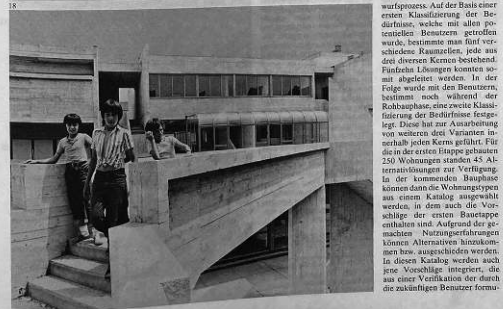 18
wurfsprozess. Auf der Basis einer
ersten Klassifizierung der Be-
dürfnisse, welche mit allen po-
tentiellen Benutzern getroffen
wurde, bestimmte man fünf ver-
schiedene Raumzellen, jede aus
drei diversen Kernen bestehend.
Fünfzehn Lösungen konnten so-
mit abgeleitet werden. In der
Folge wurde mit den Benutzern,
bestimmt noch während der
Rohbauphase, eine zweite Klassi-
fizierung der Bedürfnisse festge-
legt. Diese hat zur Ausarbeitung
von weiteren drei Varianten in-
nerhalb jeden Kerns geführt. Für
die in der ersten Etappe gebauten
250 Wohnungen standen 45 Al-
ternativlösungen zur Verfügung.
In der kommenden Bauphase
können dann die Wohnungstypen
aus einem Katalog ausgewählt
werden, in dem auch die Vor-
schläge der ersten Bauetappe
enthalten sind. Aufgrund der ge-
machten Nutzungserfahrungen
können Alternativen hinzukom-
men bzw. ausgeschieden werden.
In diesen Katalog werden auch
jene Vorschläge integriert, die
aus einer Verifikation der durch
die zukünftigen Benutzer formu-